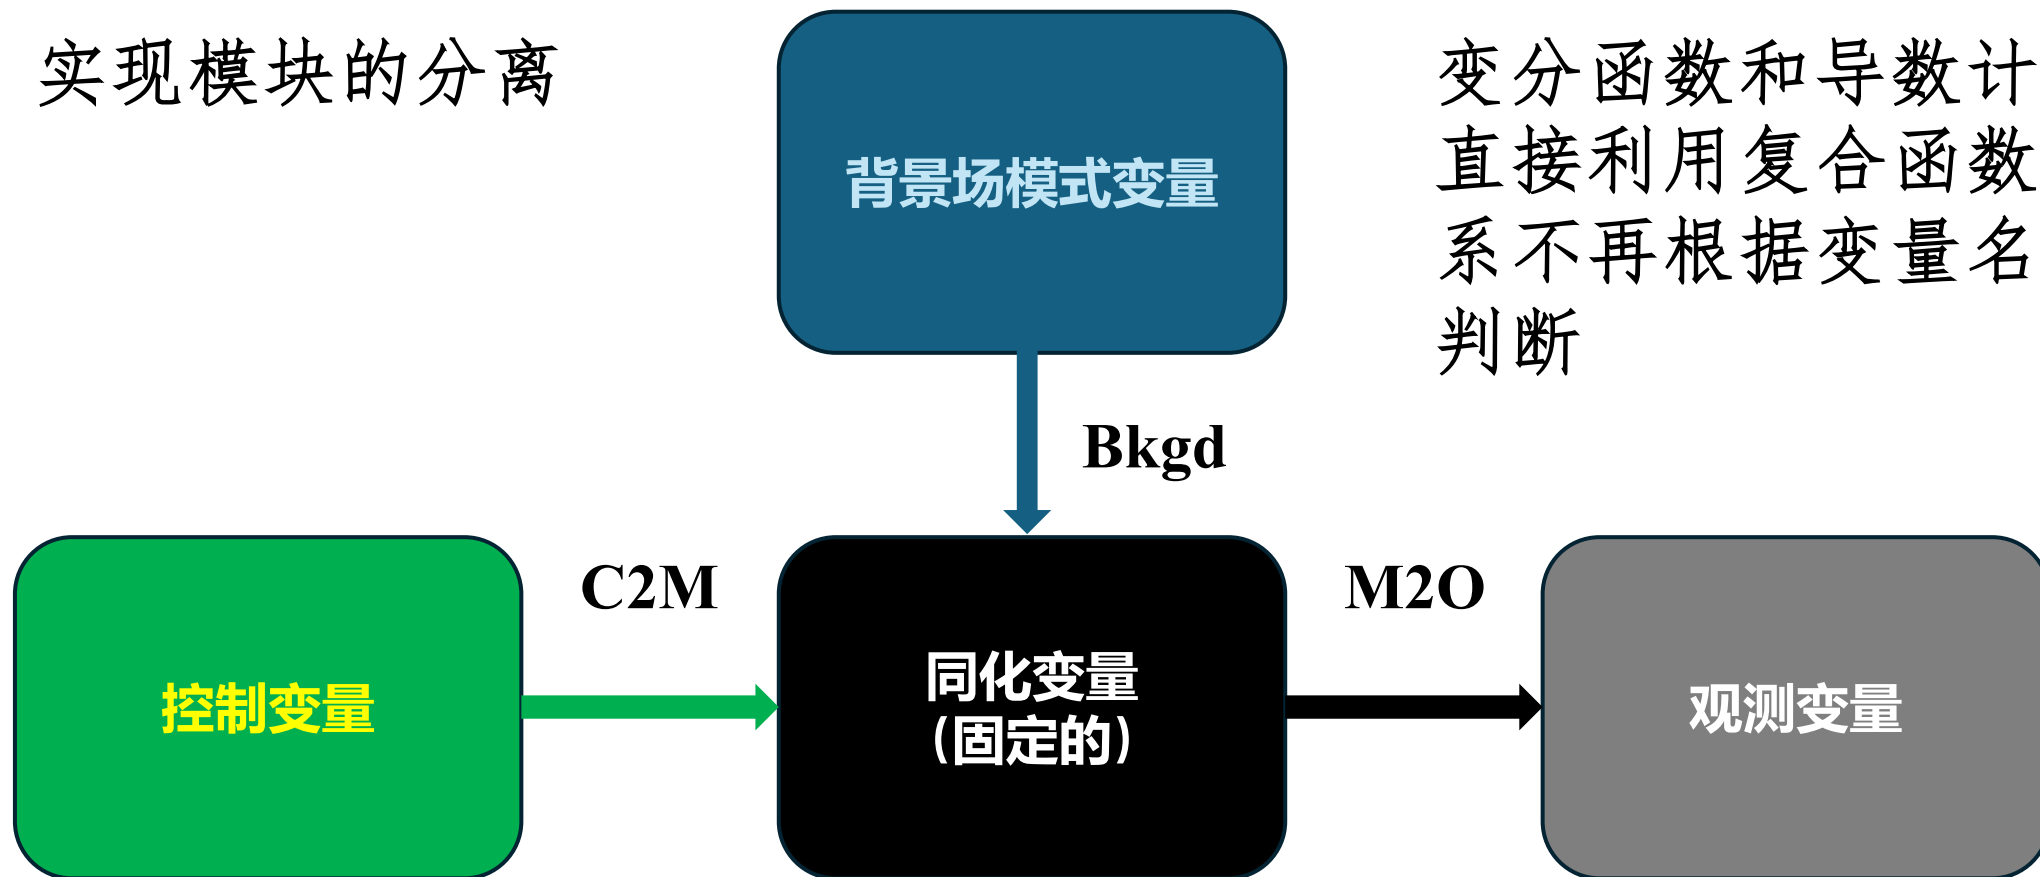 实现模块的分离
变分函数和导数计
直接利用复合函数
系不再根据变量名
判断
背景场模式变量
Bkgd
控制变量
C2M
同化变量
(固定的)
M2O
观测变量